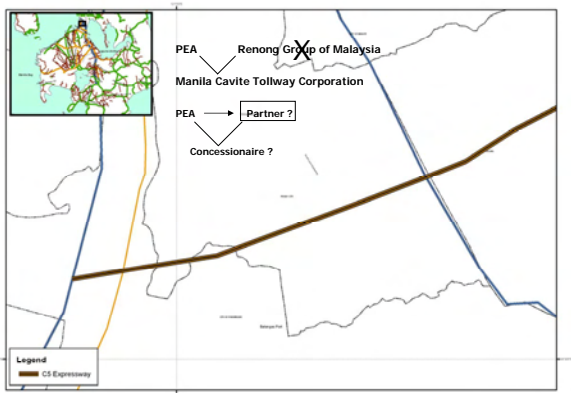 PEA Renong Group of Malaysia
X
Manila Cavite Tollway Corporation
PEA Partner ?
Concessionaire ?
Legend
C5 Expressway